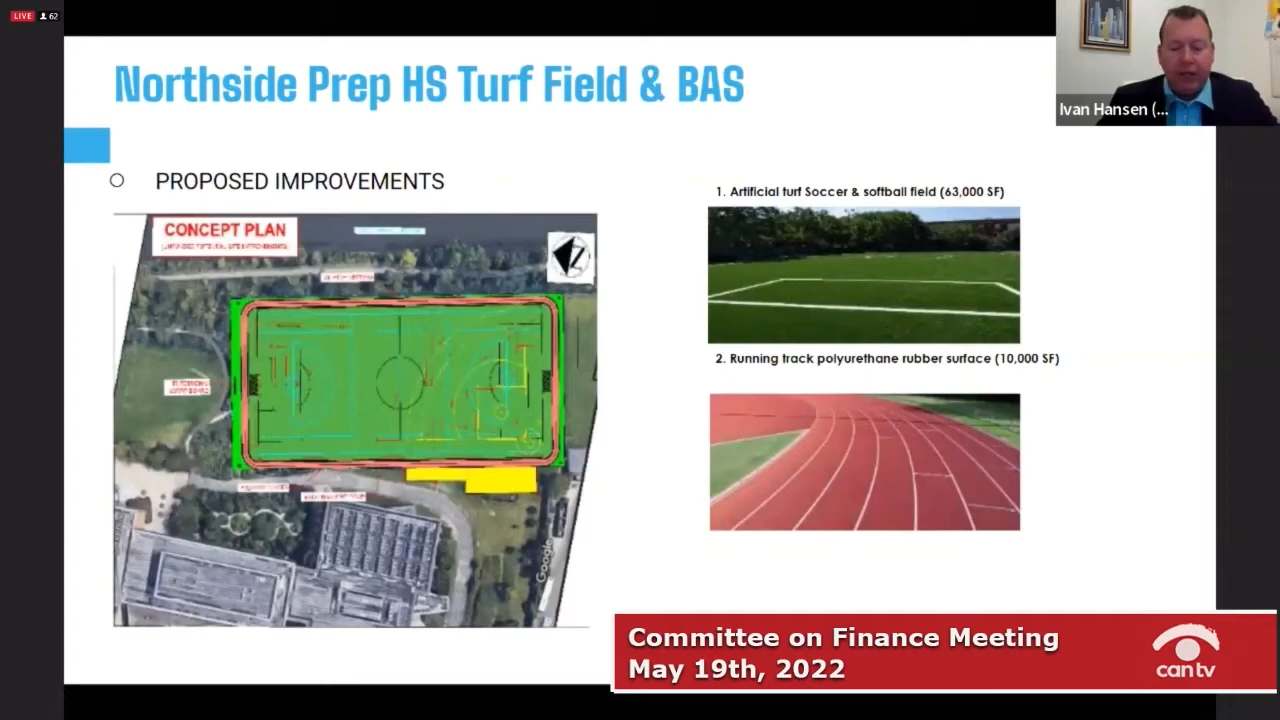 LIVE 62
Northside Prep HS Turf Field & BAS
Ivan Hansen (...
PROPOSED IMPROVEMENTS
CONCEPT PLAN
Z
Google
1. Artificial turf Soccer & softball field (63,000 SF)
2. Running track polyurethane rubber surface (10,000 SF)
Committee on Finance Meeting
May 19th, 2022
can tv